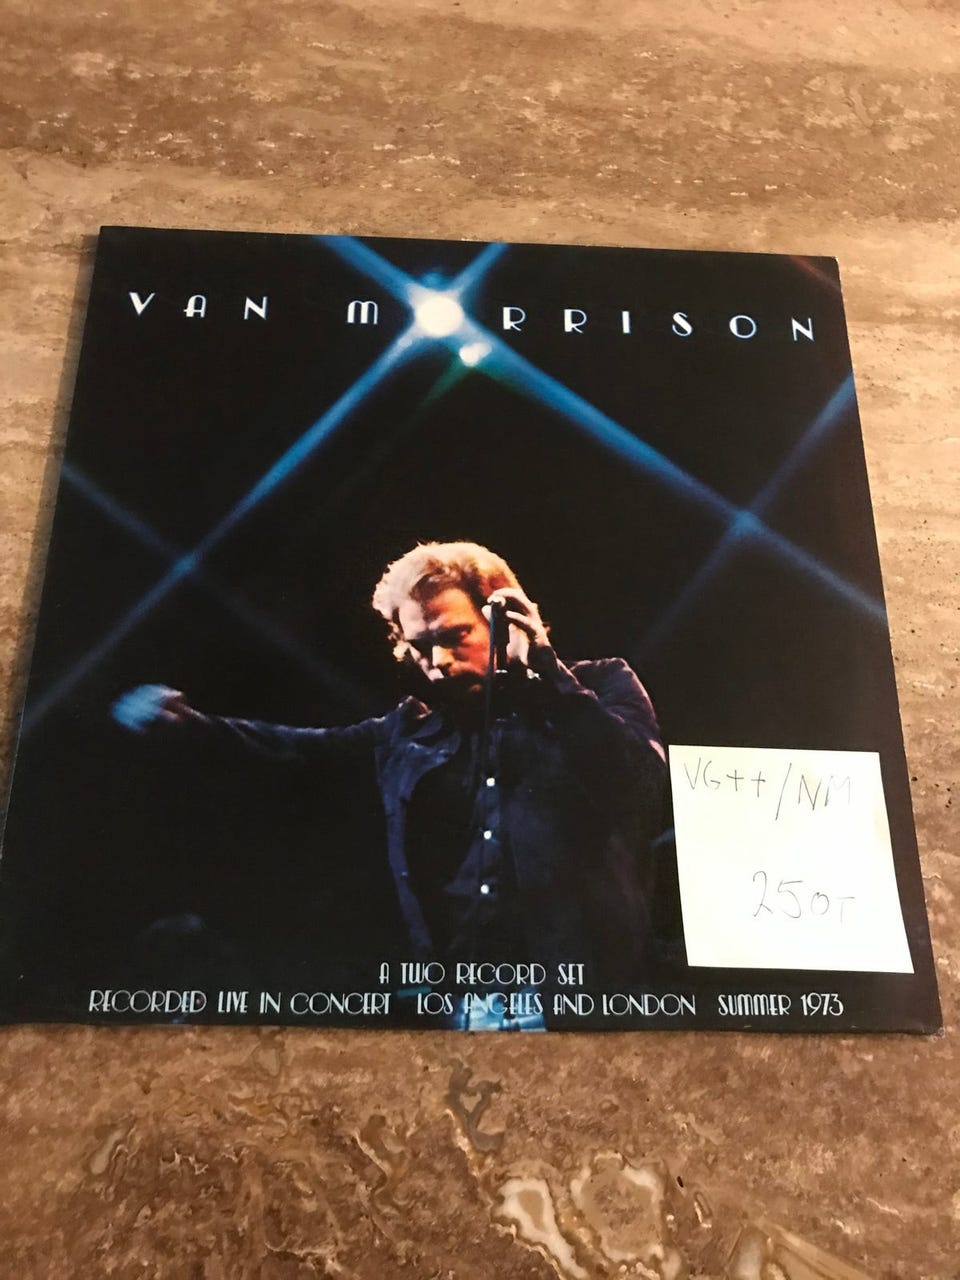 VAN MORRISON
VG++/NM
250T
A TWO RECORD SET
RECORDED LIVE IN CONCERT LOS ANGELES AND LONDON SUMMER 1973